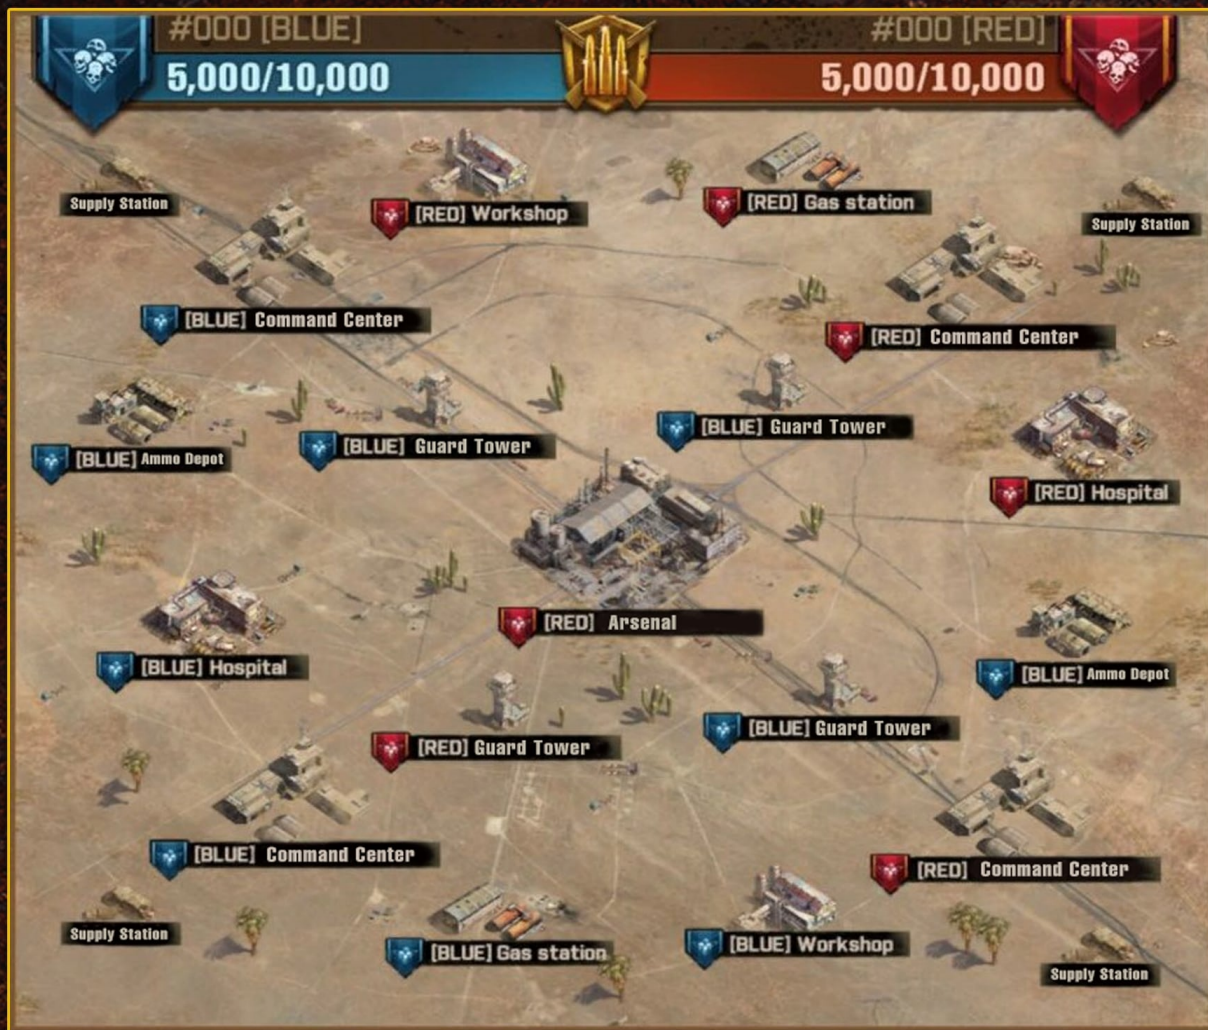 #000 [BLUE]
#000 [RED]
5,000/10,000
5,000/10,000
Supply Station
[RED] Workshop
[RED] Gas station
Supply Station
[BLUE] Command Center
[RED] Command Center
[BLUE] Ammo Depot
[BLUE] Guard Tower
[BLUE] Guard Tower
[RED] Hospital
[RED] Arsenal
[BLUE] Hospital
[BLUE] Ammo Depot
[RED] Guard Tower
[BLUE] Guard Tower
[BLUE] Command Center
[RED] Command Center
Supply Station
[BLUE] Gas station
[BLUE] Workshop
Supply Station